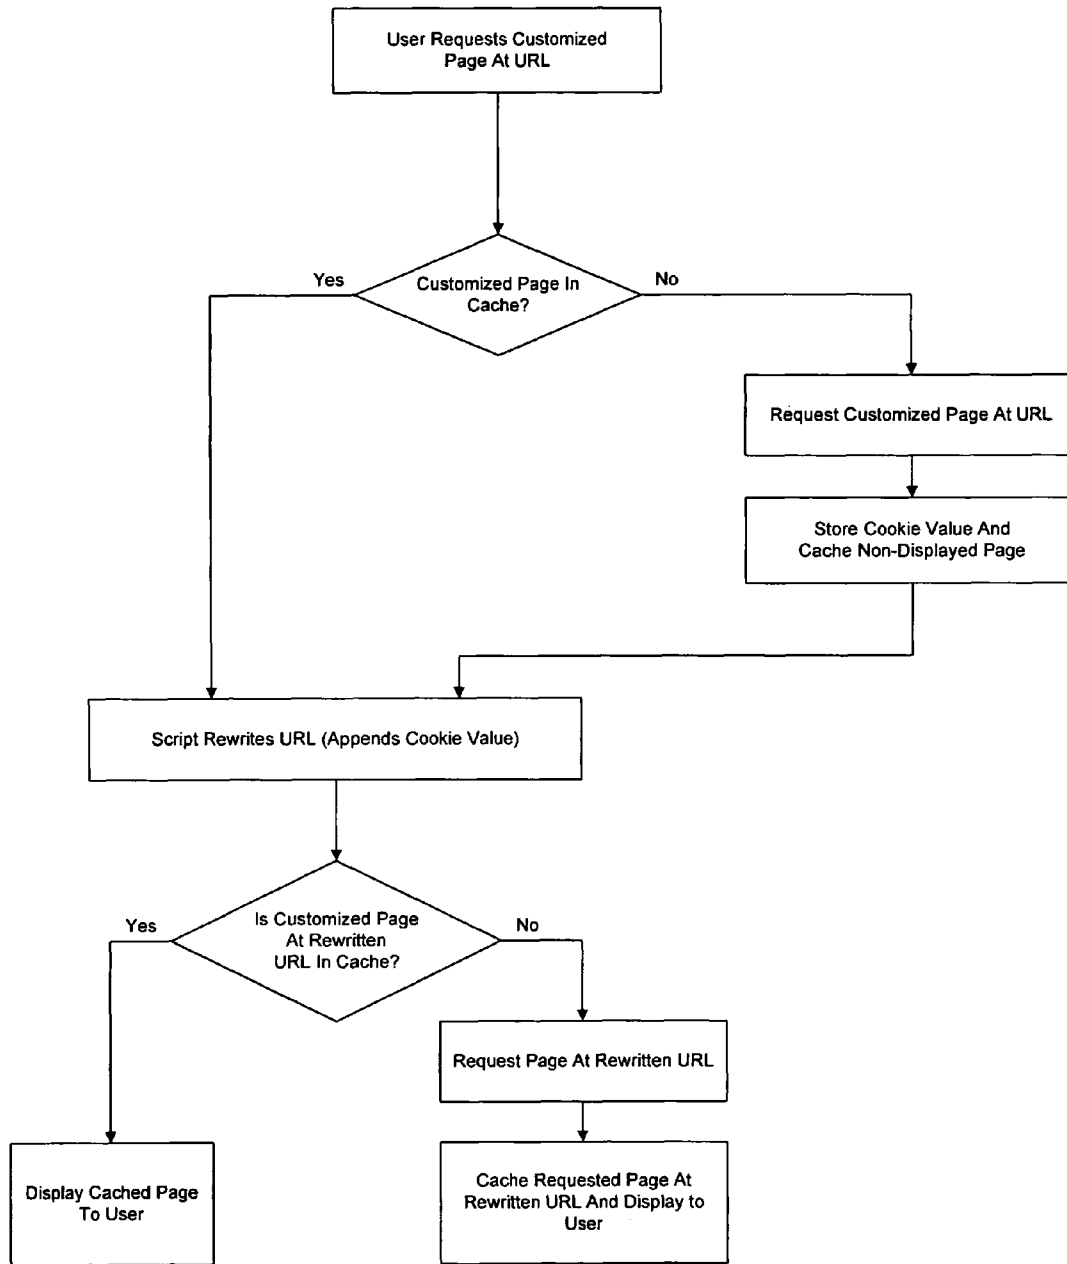 User Requests Customized
Page At URL
Yes
Customized Page In
Cache?
No
Request Customized Page At URL
Store Cookie Value And
Cache Non-Displayed Page
Script Rewrites URL (Appends Cookie Value)
Yes
Is Customized Page
At Rewritten
URL In Cache?
No
Request Page At Rewritten URL
Display Cached Page
To User
Cache Requested Page At
Rewritten URL And Display to
User